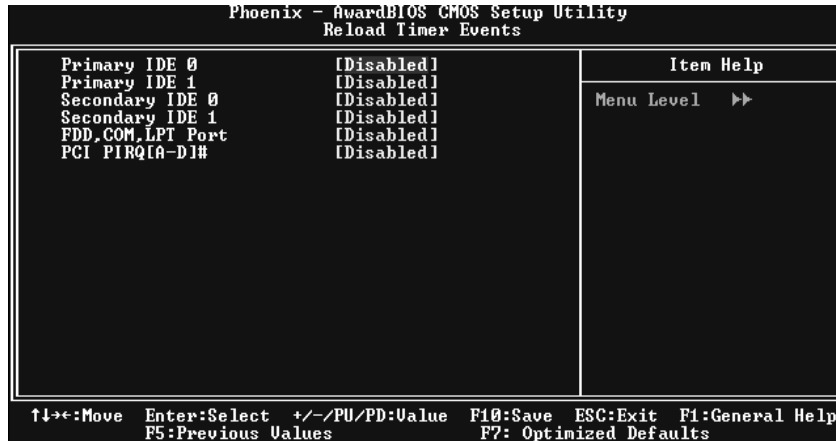 Phoenix - AwardBIOS CMOS Setup Utility
Reload Timer Events
Primary IDE 0 [Disabled]
Primary IDE 1 [Disabled]
Secondary IDE 0 [Disabled]
Secondary IDE 1 [Disabled]
FDD,COM,LPT Port [Disabled]
PCI PIRQ[A-D]# [Disabled]
Item Help
Menu Level ▸▸
↑↓→←:Move Enter:Select +/-/PU/PD:Value F10:Save ESC:Exit F1:General Help
F5:Previous Values F7: Optimized Defaults